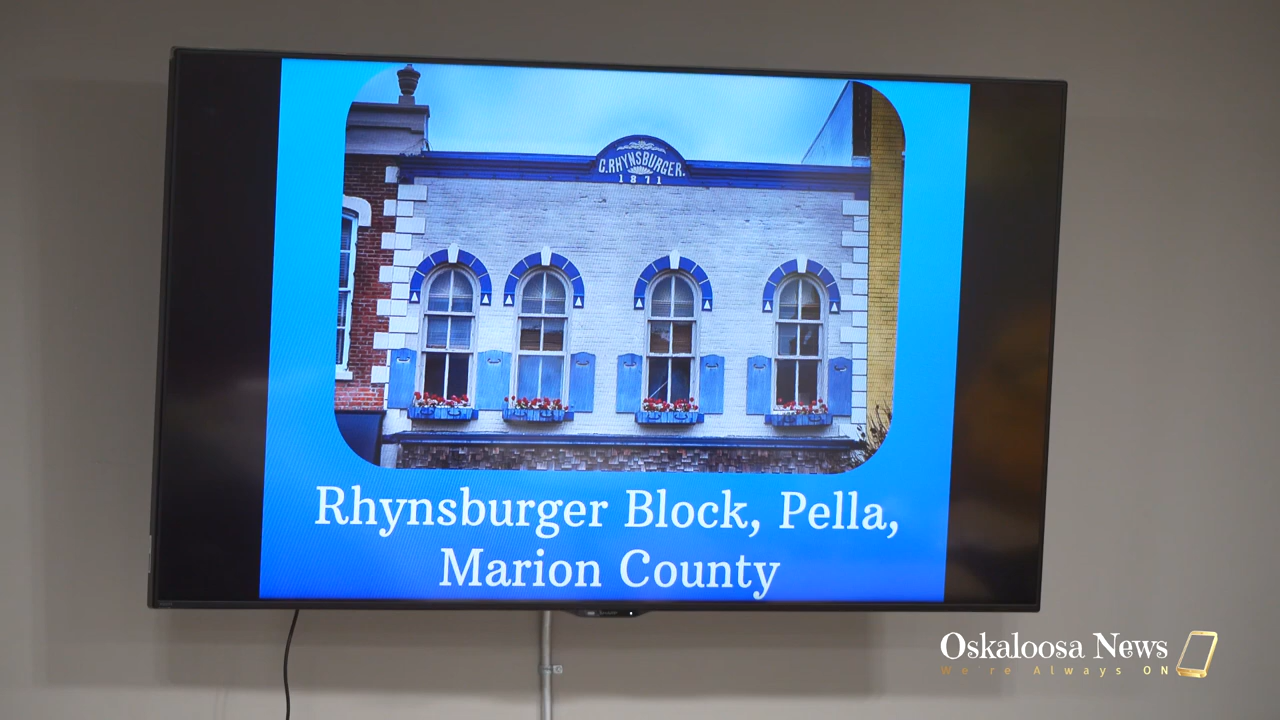 C.RHYNSBURGER.
1871
Rhynsburger Block, Pella,
Marion County
Oskaloosa News
We're Always ON